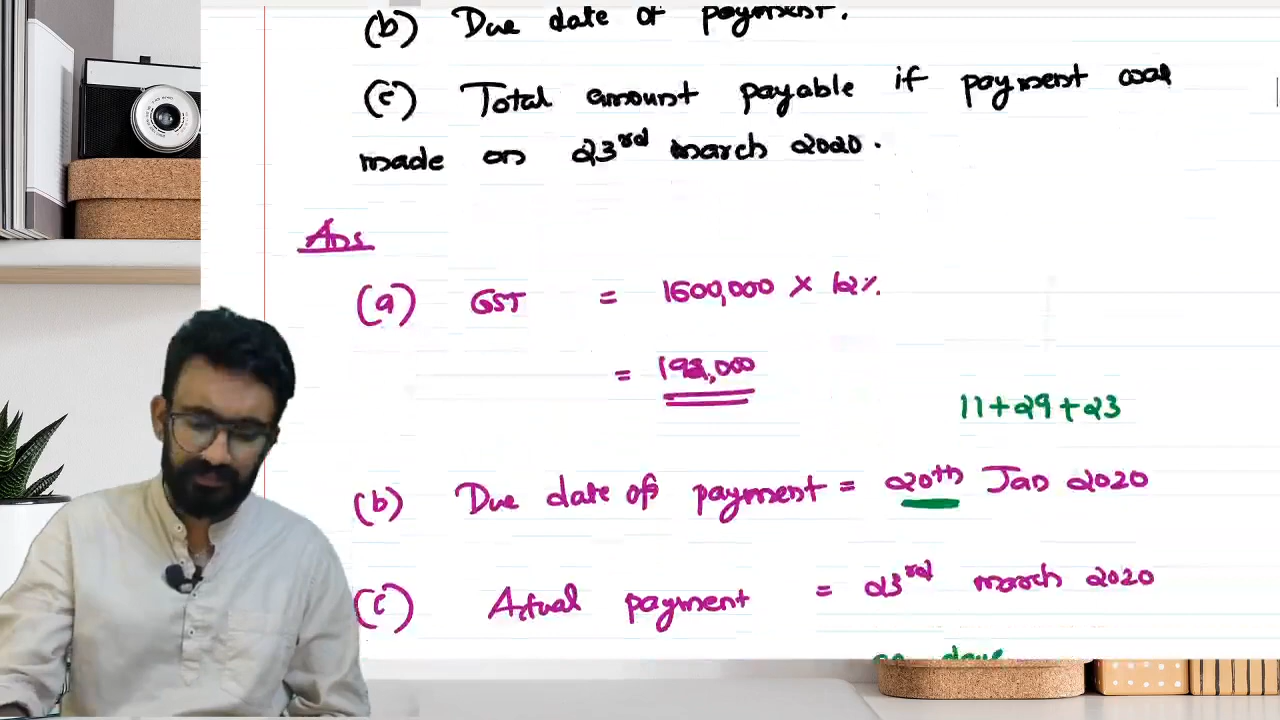 (b) Due date of payment.
(c) Total amount payable if payment was
made on 23rd march 2020.
Ans
(a) GST = 1600,000 × 12%
= 192,000
11+29+23
(b) Due date of payment = 20th Jan 2020
(c) Actual payment = 23rd march 2020
days